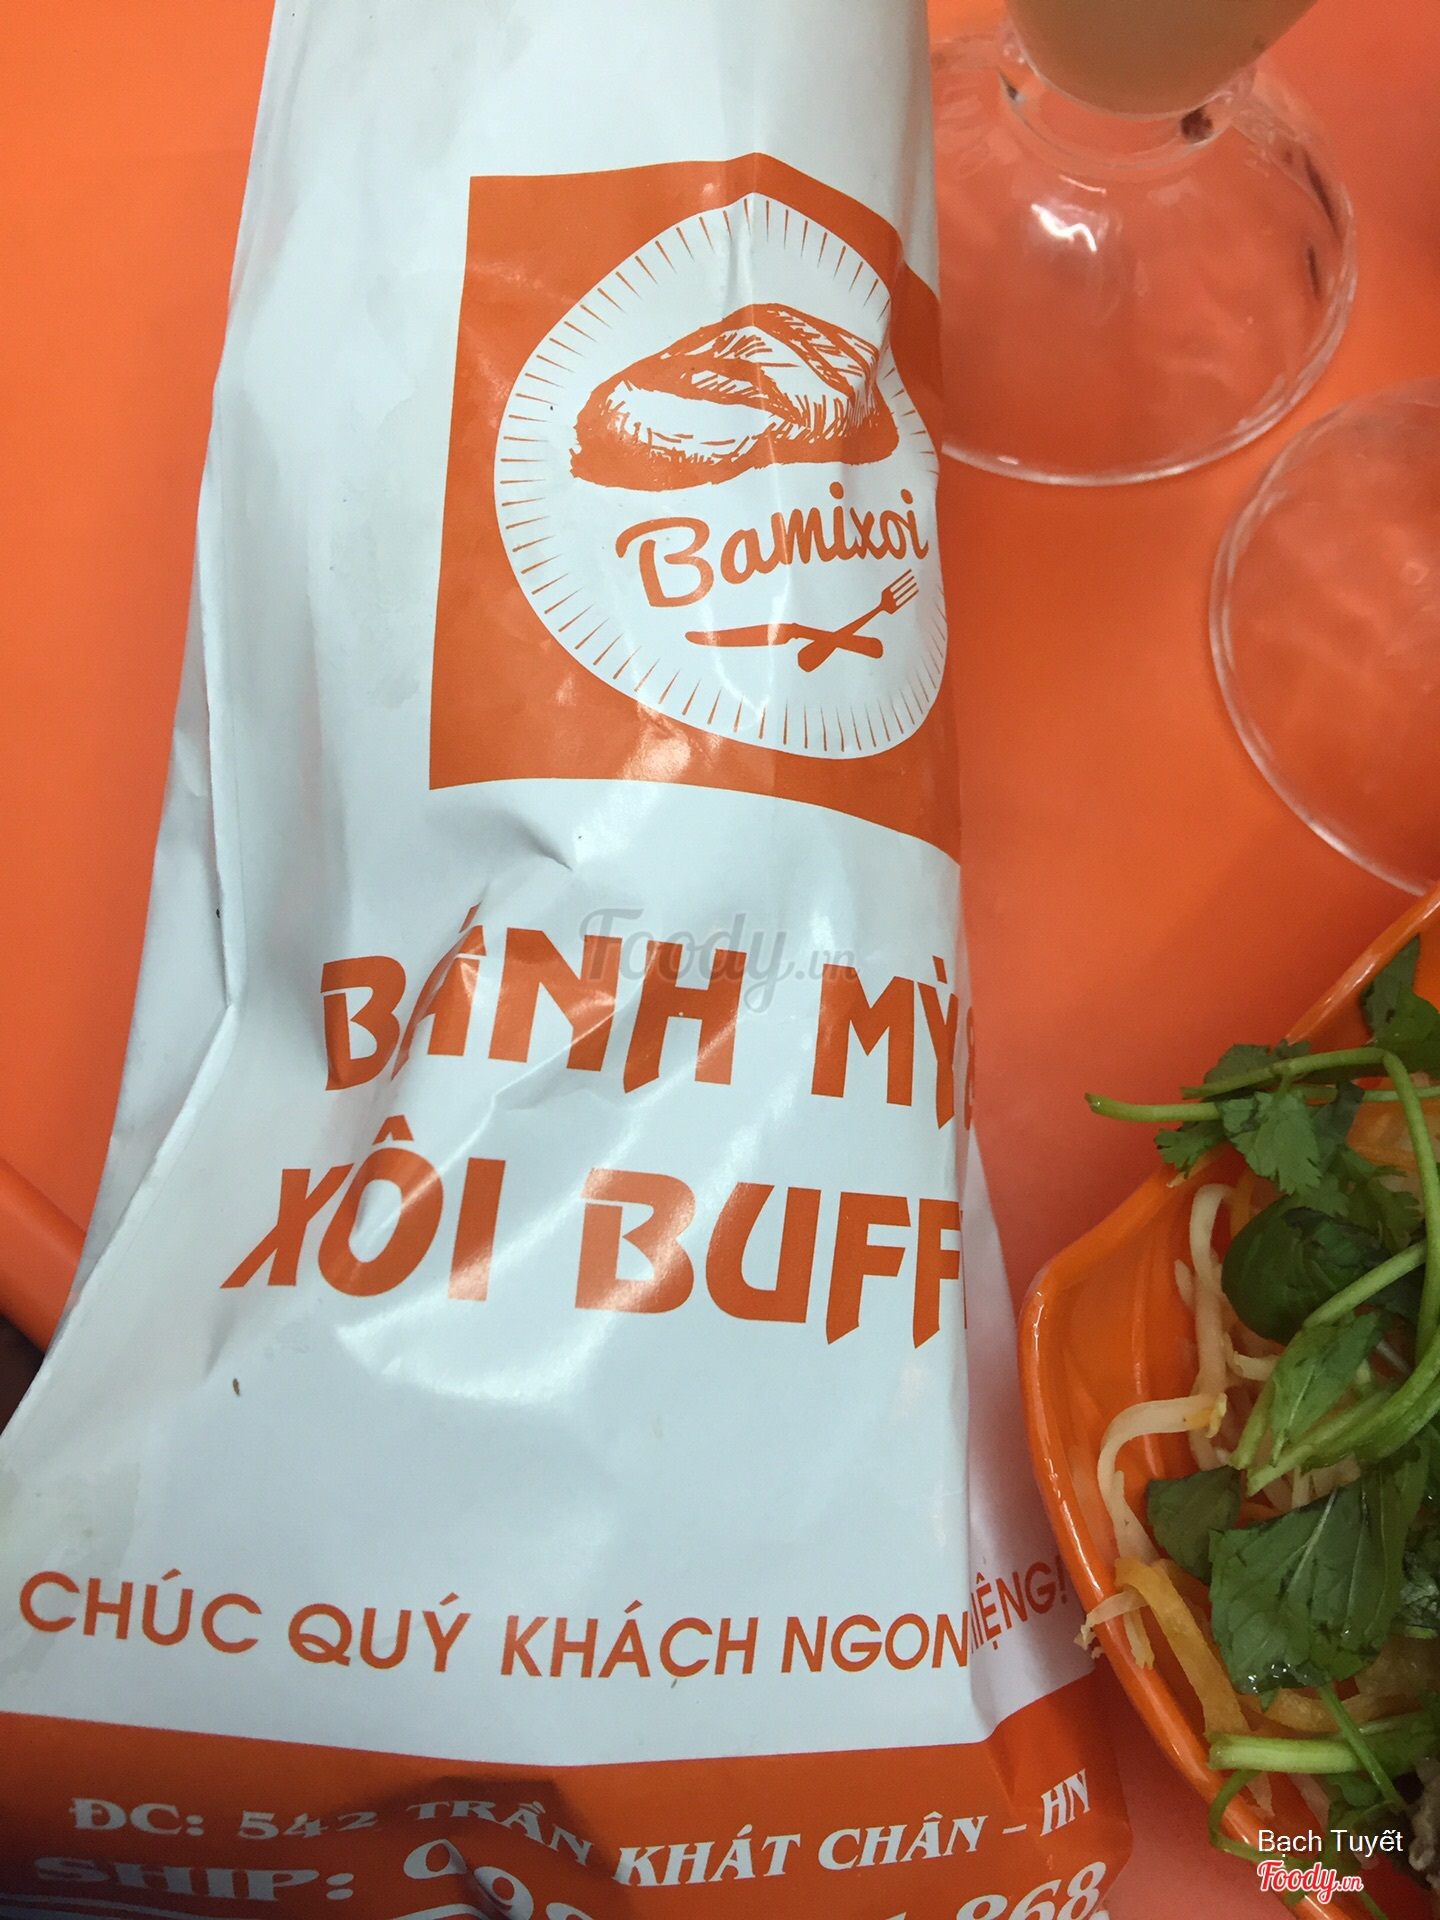 Bamixoi
BÁNH MỲ &
XÔI BUFF
Foody.vn
CHÚC QUÝ KHÁCH NGON MIỆNG!
ĐC: 542 TRẦN KHÁT CHÂN - HN
SHIP: 868
Bạch Tuyết
Foody.vn